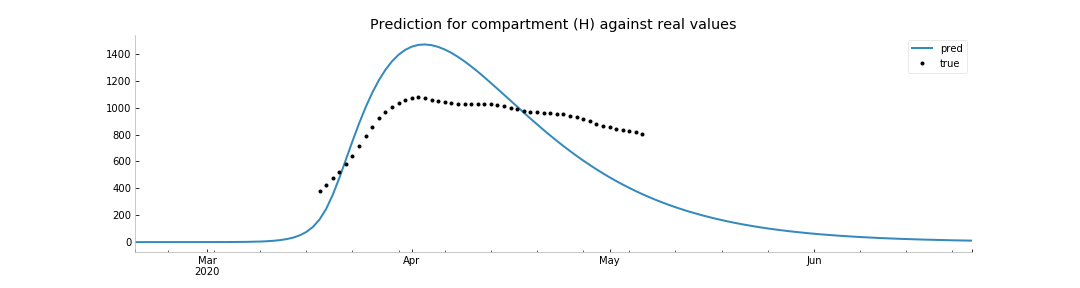 Prediction for compartment (H) against real values
pred
true
1400
1200
1000
800
600
400
200
0
Mar
2020
Apr
May
Jun